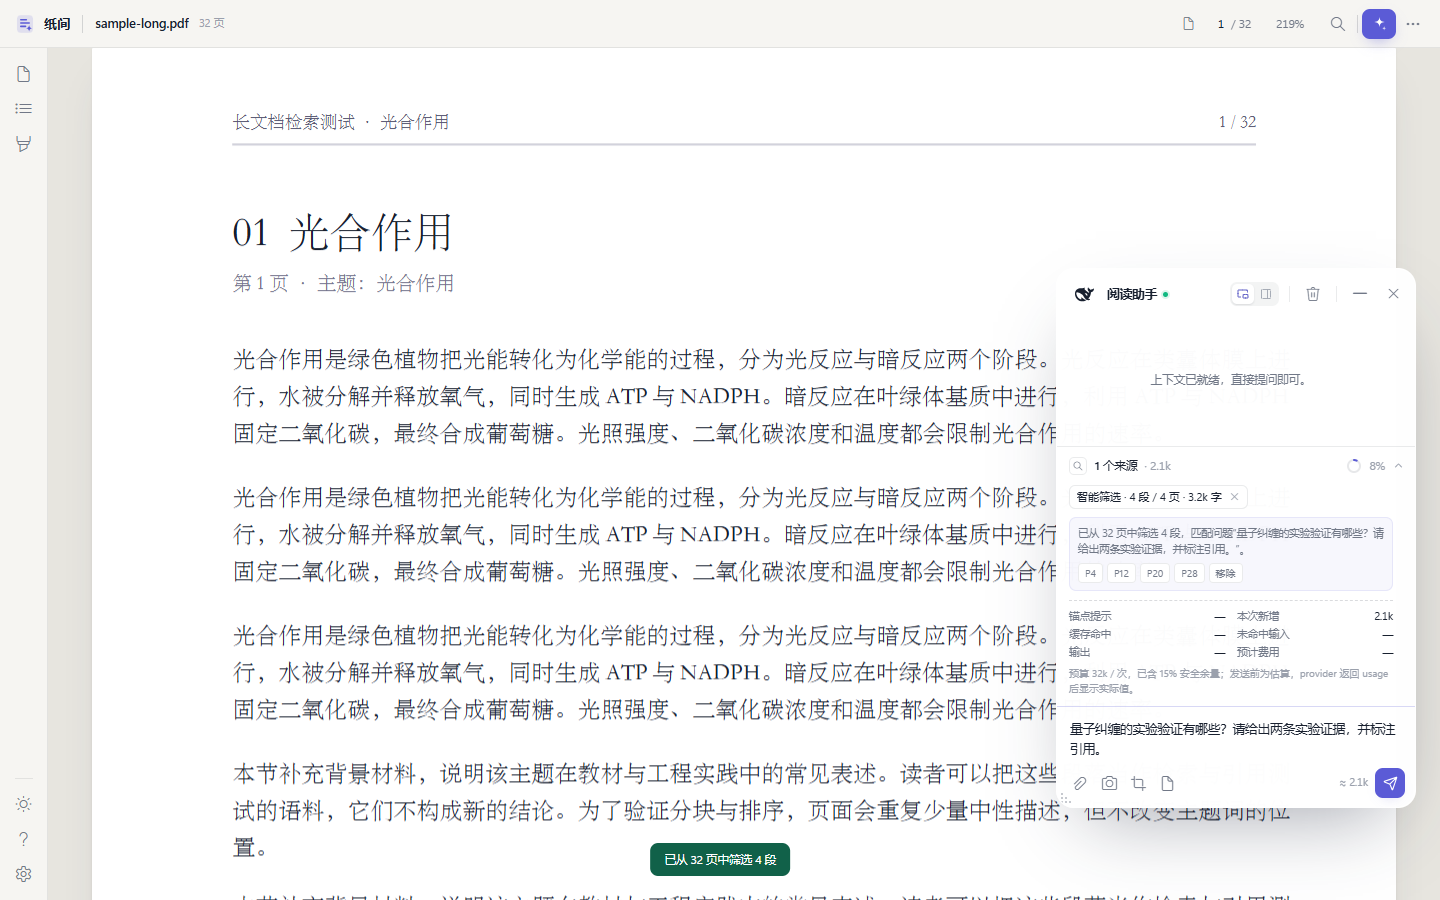 纸间 sample-long.pdf 32 页
1 / 32 219%
长文档检索测试 · 光合作用 1 / 32
01 光合作用
第 1 页 · 主题：光合作用
光合作用是绿色植物把光能转化为化学能的过程，分为光反应与暗反应两个阶段。
行，水被分解并释放氧气，同时生成 ATP 与 NADPH。暗反应在叶绿体基质中进行
固定二氧化碳，最终合成葡萄糖。光照强度、二氧化碳浓度和温度都会限制光合作
光合作用是绿色植物把光能转化为化学能的过程，分为光反应与暗反应两个阶段。
行，水被分解并释放氧气，同时生成 ATP 与 NADPH。暗反应在叶绿体基质中进行
固定二氧化碳，最终合成葡萄糖。光照强度、二氧化碳浓度和温度都会限制光合作
光合作用是绿色植物把光能转化为化学能的过程，分为光反应与暗反应两个阶段。
行，水被分解并释放氧气，同时生成 ATP 与 NADPH。暗反应在叶绿体基质中进行
固定二氧化碳，最终合成葡萄糖。光照强度、二氧化碳浓度和温度都会限制光合作
本节补充背景材料，说明该主题在教材与工程实践中的常见表述。读者可以把这些
试的语料，它们不构成新的结论。为了验证分块与排序，页面会重复少量中性描述，但不改变主题词的位
置。
已从 32 页中筛选 4 段
阅读助手
上下文已就绪，直接提问即可。
1 个来源 · 2.1k 8%
智能筛选 · 4 段 / 4 页 · 3.2k 字
已从 32 页中筛选 4 段，匹配问题“量子纠缠的实验验证有哪些？请
给出两条实验证据，并标注引用。”。
P4 P12 P20 P28 移除
锚点提示 — 本次新增 2.1k
缓存命中 — 未命中输入 —
输出 — 预计费用 —
预算 32k / 次，已含 15% 安全余量；发送前为估算，provider 返回 usage
后显示实际值。
量子纠缠的实验验证有哪些？请给出两条实验证据，并标注
引用。
≈ 2.1k